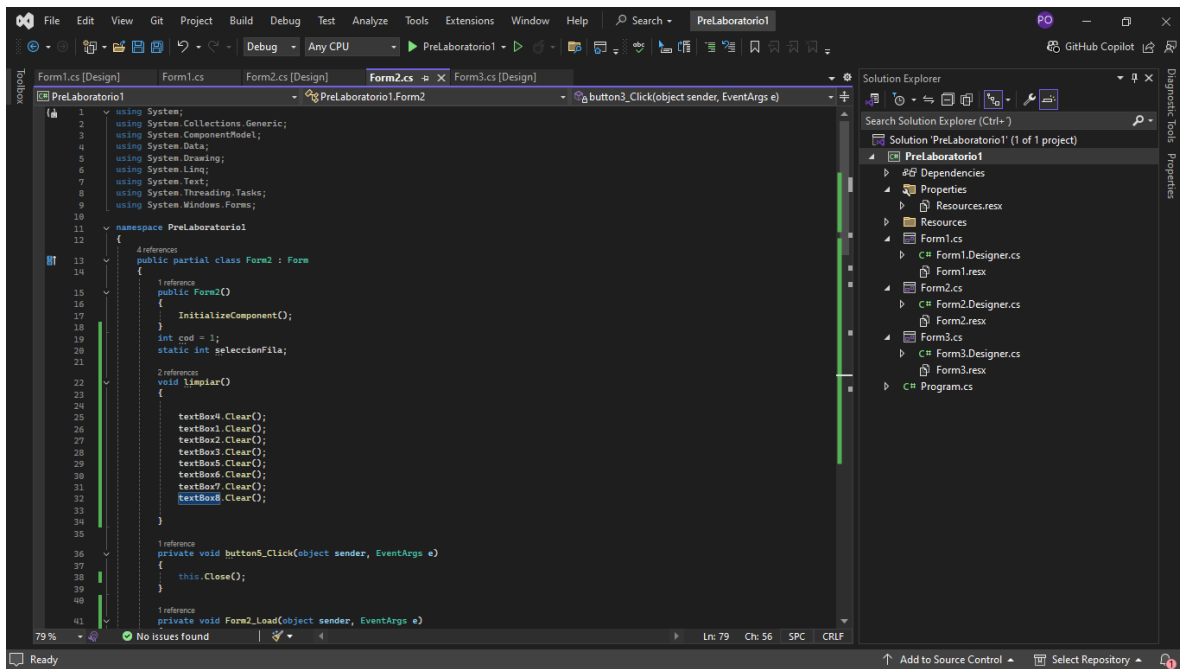 File Edit View Git Project Build Debug Test Analyze Tools Extensions Window Help Search PreLaboratorio1 PO
Debug Any CPU PreLaboratorio1 GitHub Copilot
Toolbox
Form1.cs [Design] Form1.cs Form2.cs [Design] Form2.cs Form3.cs [Design]
PreLaboratorio1 PreLaboratorio1.Form2 button3_Click(object sender, EventArgs e)
1 using System;
2 using System.Collections.Generic;
3 using System.ComponentModel;
4 using System.Data;
5 using System.Drawing;
6 using System.Linq;
7 using System.Text;
8 using System.Threading.Tasks;
9 using System.Windows.Forms;
10
11 namespace PreLaboratorio1
12 {
4 references
13 public partial class Form2 : Form
14 {
1 reference
15 public Form2()
16 {
17 InitializeComponent();
18 }
19 int cod = 1;
20 static int seleccionFila;
21
2 references
22 void limpiar()
23 {
24
25 textBox4.Clear();
26 textBox1.Clear();
27 textBox2.Clear();
28 textBox3.Clear();
29 textBox5.Clear();
30 textBox6.Clear();
31 textBox7.Clear();
32 textBox8.Clear();
33
34 }
35
1 reference
36 private void button5_Click(object sender, EventArgs e)
37 {
38 this.Close();
39 }
40
1 reference
41 private void Form2_Load(object sender, EventArgs e)
79 % No issues found Ln: 79 Ch: 56 SPC CRLF
Solution Explorer
Search Solution Explorer (Ctrl+´)
Solution 'PreLaboratorio1' (1 of 1 project)
PreLaboratorio1
Dependencies
Properties
Resources.resx
Resources
Form1.cs
C# Form1.Designer.cs
Form1.resx
Form2.cs
C# Form2.Designer.cs
Form2.resx
Form3.cs
C# Form3.Designer.cs
Form3.resx
C# Program.cs
Diagnostic Tools
Properties
Ready Add to Source Control Select Repository 1